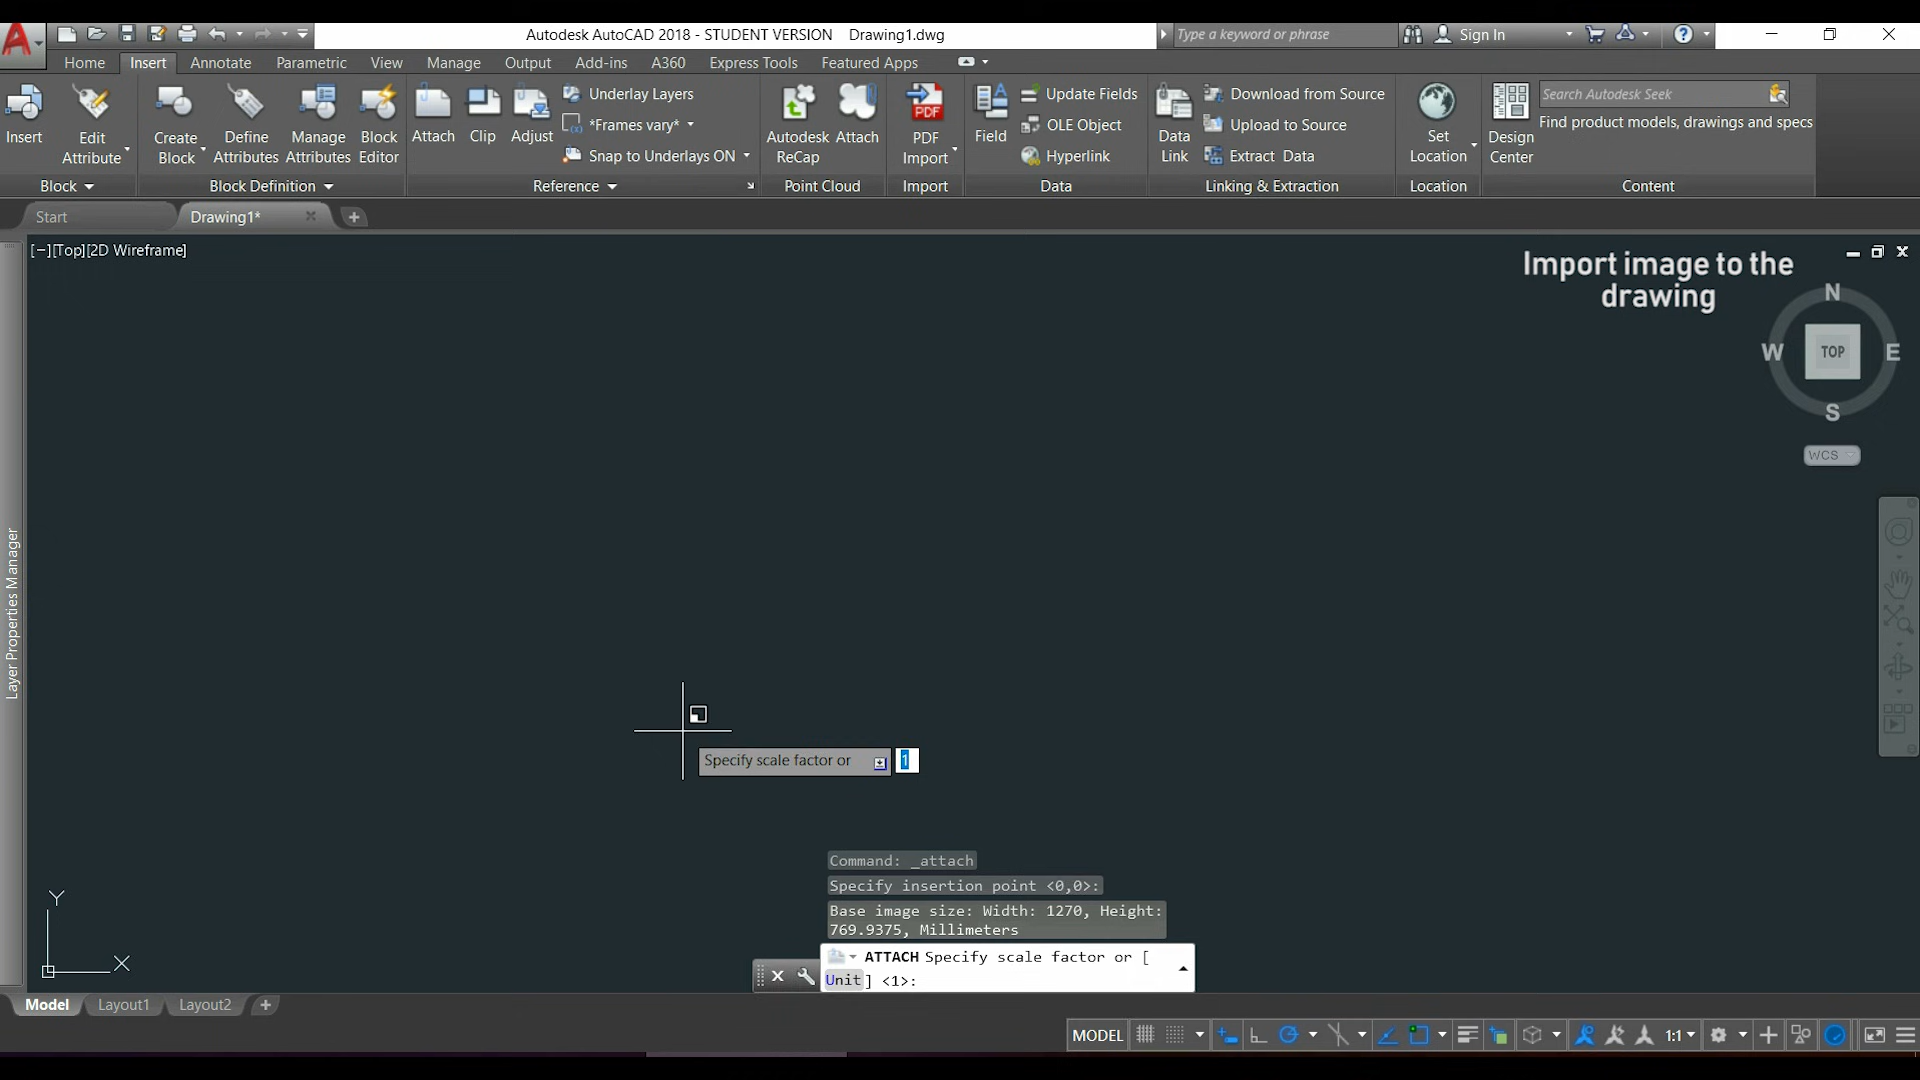 Autodesk AutoCAD 2018 - STUDENT VERSION Drawing1.dwg
Type a keyword or phrase
Sign In
Home Insert Annotate Parametric View Manage Output Add-ins A360 Express Tools Featured Apps
Insert
Edit
Attribute
Create
Block
Define
Attributes
Manage
Attributes
Block
Editor
Attach
Clip
Adjust
Underlay Layers
*Frames vary*
Snap to Underlays ON
Autodesk
ReCap
Attach
PDF
PDF
Import
Field
Update Fields
OLE Object
Hyperlink
Data
Link
Download from Source
Upload to Source
Extract Data
Set
Location
Design
Center
Search Autodesk Seek
Find product models, drawings and specs
Block
Block Definition
Reference
Point Cloud
Import
Data
Linking & Extraction
Location
Content
Start
Drawing1*
[−][Top][2D Wireframe]
Import image to the
drawing
N
W TOP E
S
WCS
Layer Properties Manager
Specify scale factor or 1
Command: _attach
Specify insertion point <0,0>:
Base image size: Width: 1270, Height:
769.9375, Millimeters
ATTACH Specify scale factor or [
Unit] <1>:
Y
X
Model Layout1 Layout2
MODEL
1:1